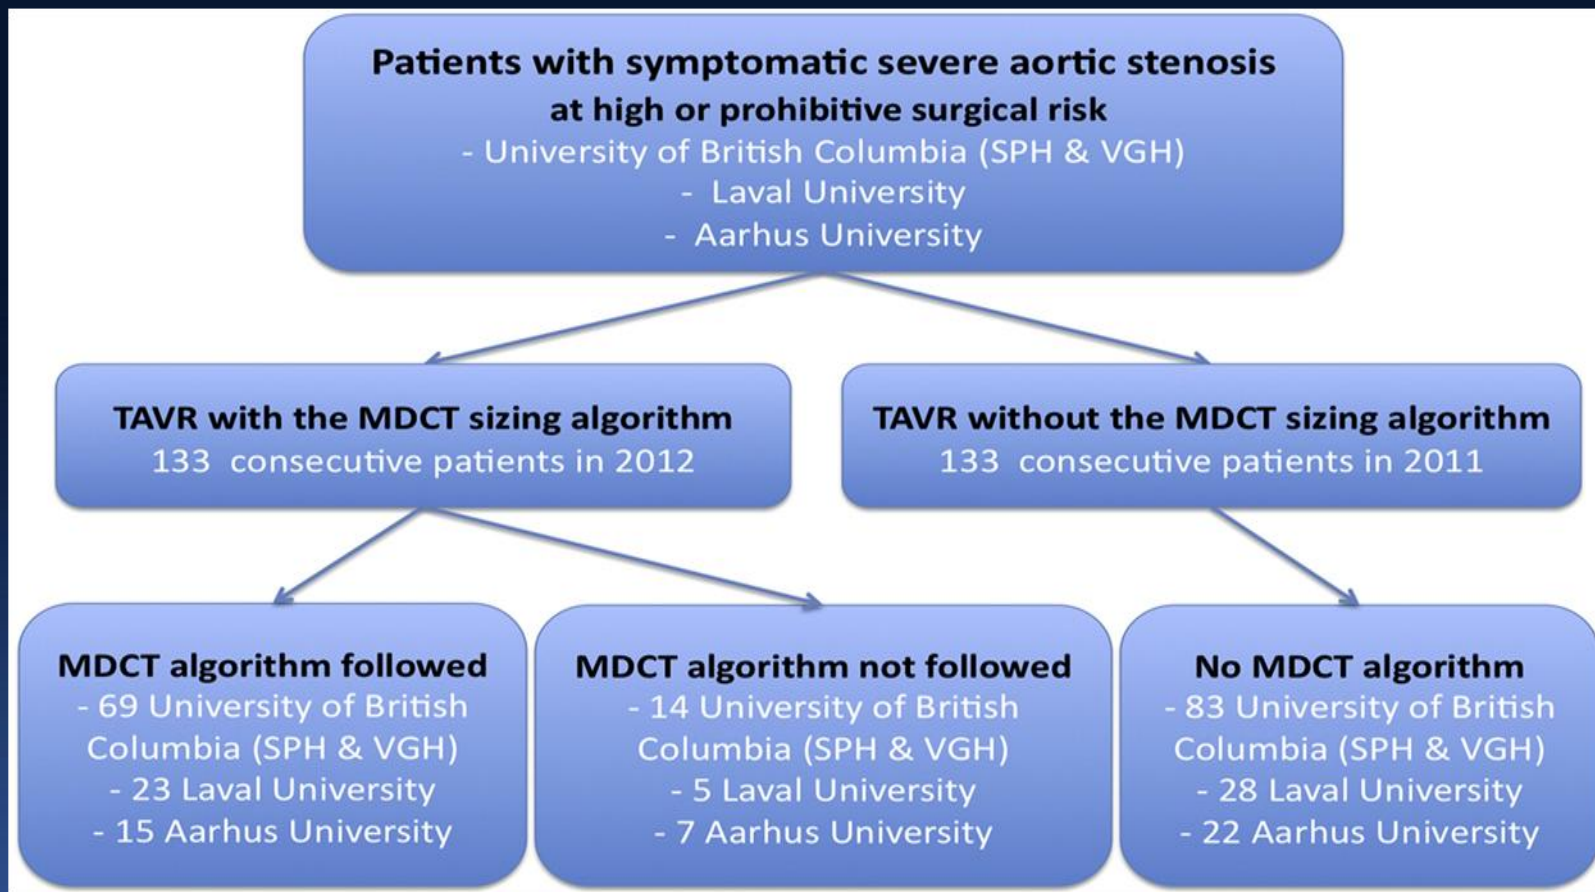 Patients with symptomatic severe aortic stenosis
at high or prohibitive surgical risk
- University of British Columbia (SPH & VGH)
- Laval University
- Aarhus University
TAVR with the MDCT sizing algorithm
133 consecutive patients in 2012
TAVR without the MDCT sizing algorithm
133 consecutive patients in 2011
MDCT algorithm followed
- 69 University of British
Columbia (SPH & VGH)
- 23 Laval University
- 15 Aarhus University
MDCT algorithm not followed
- 14 University of British
Columbia (SPH & VGH)
- 5 Laval University
- 7 Aarhus University
No MDCT algorithm
- 83 University of British
Columbia (SPH & VGH)
- 28 Laval University
- 22 Aarhus University